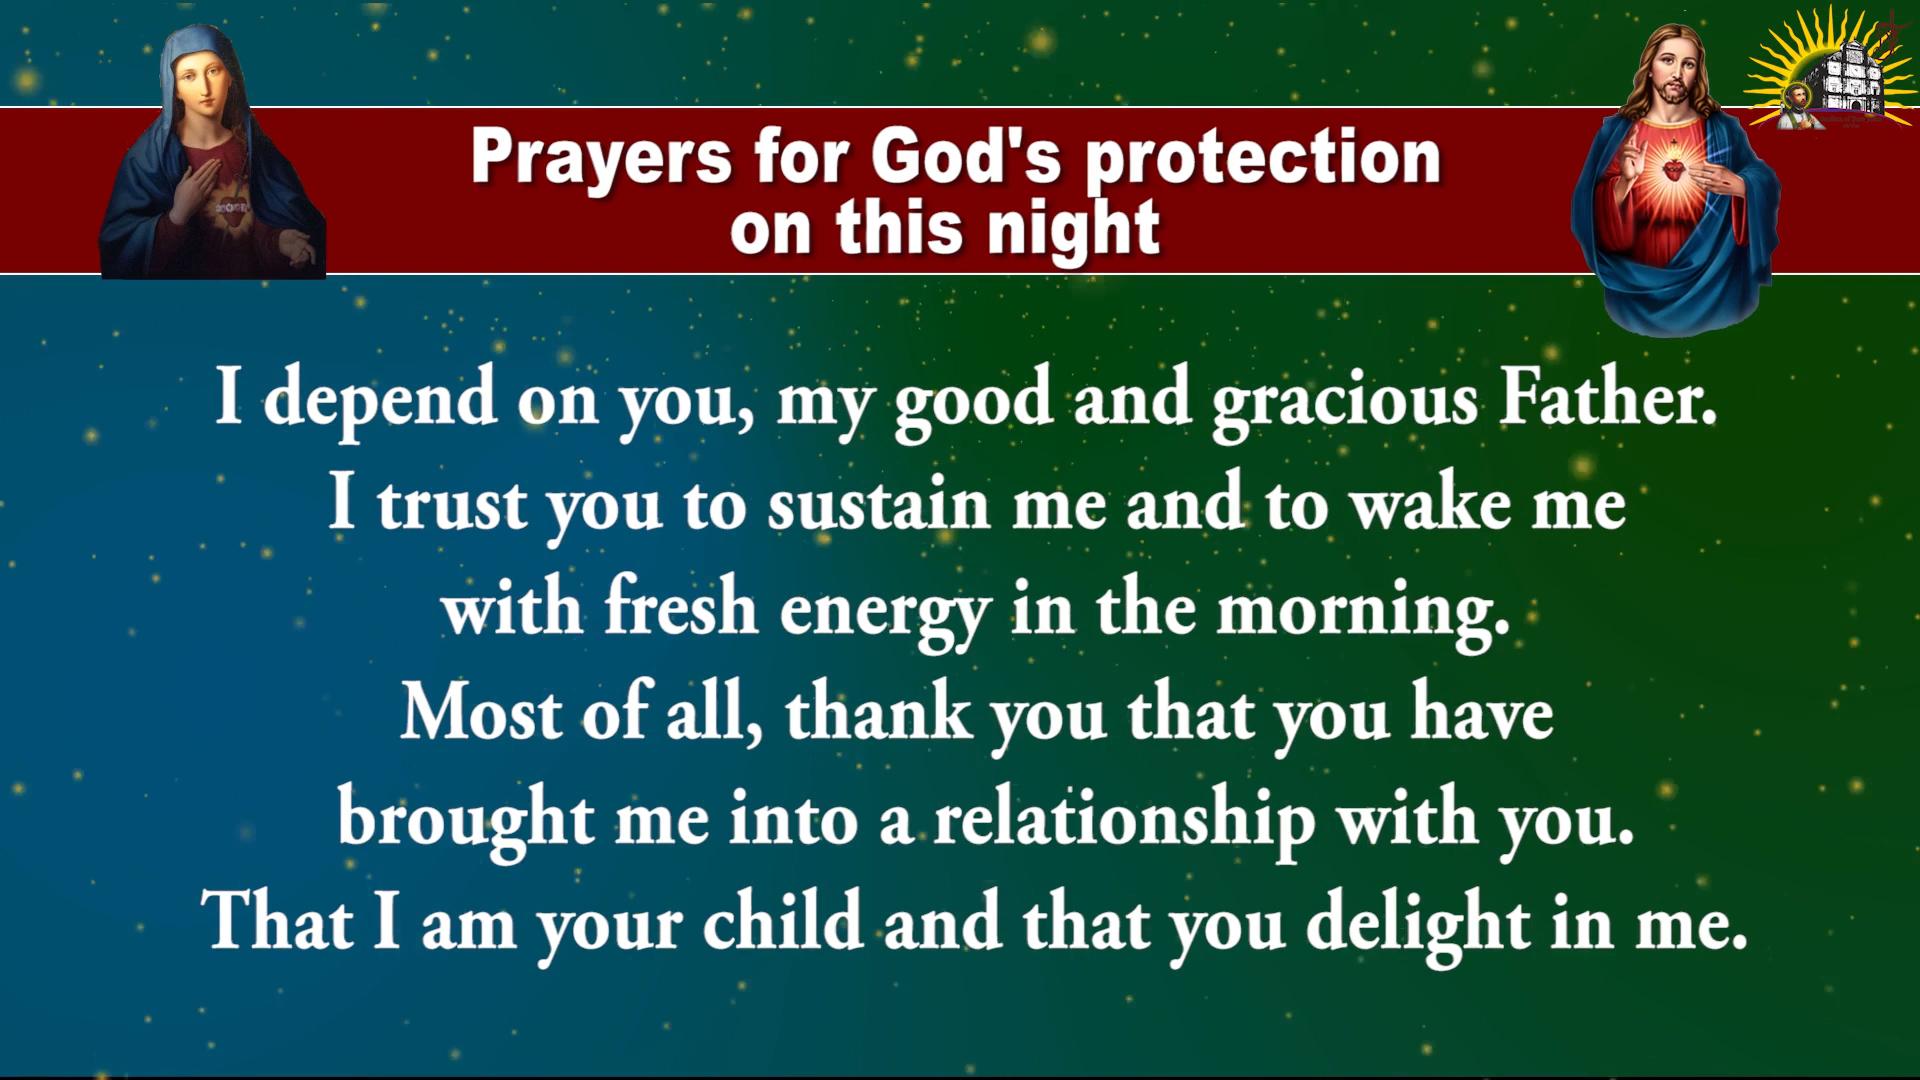 Prayers for God's protection
on this night
I depend on you, my good and gracious Father.
I trust you to sustain me and to wake me
with fresh energy in the morning.
Most of all, thank you that you have
brought me into a relationship with you.
That I am your child and that you delight in me.